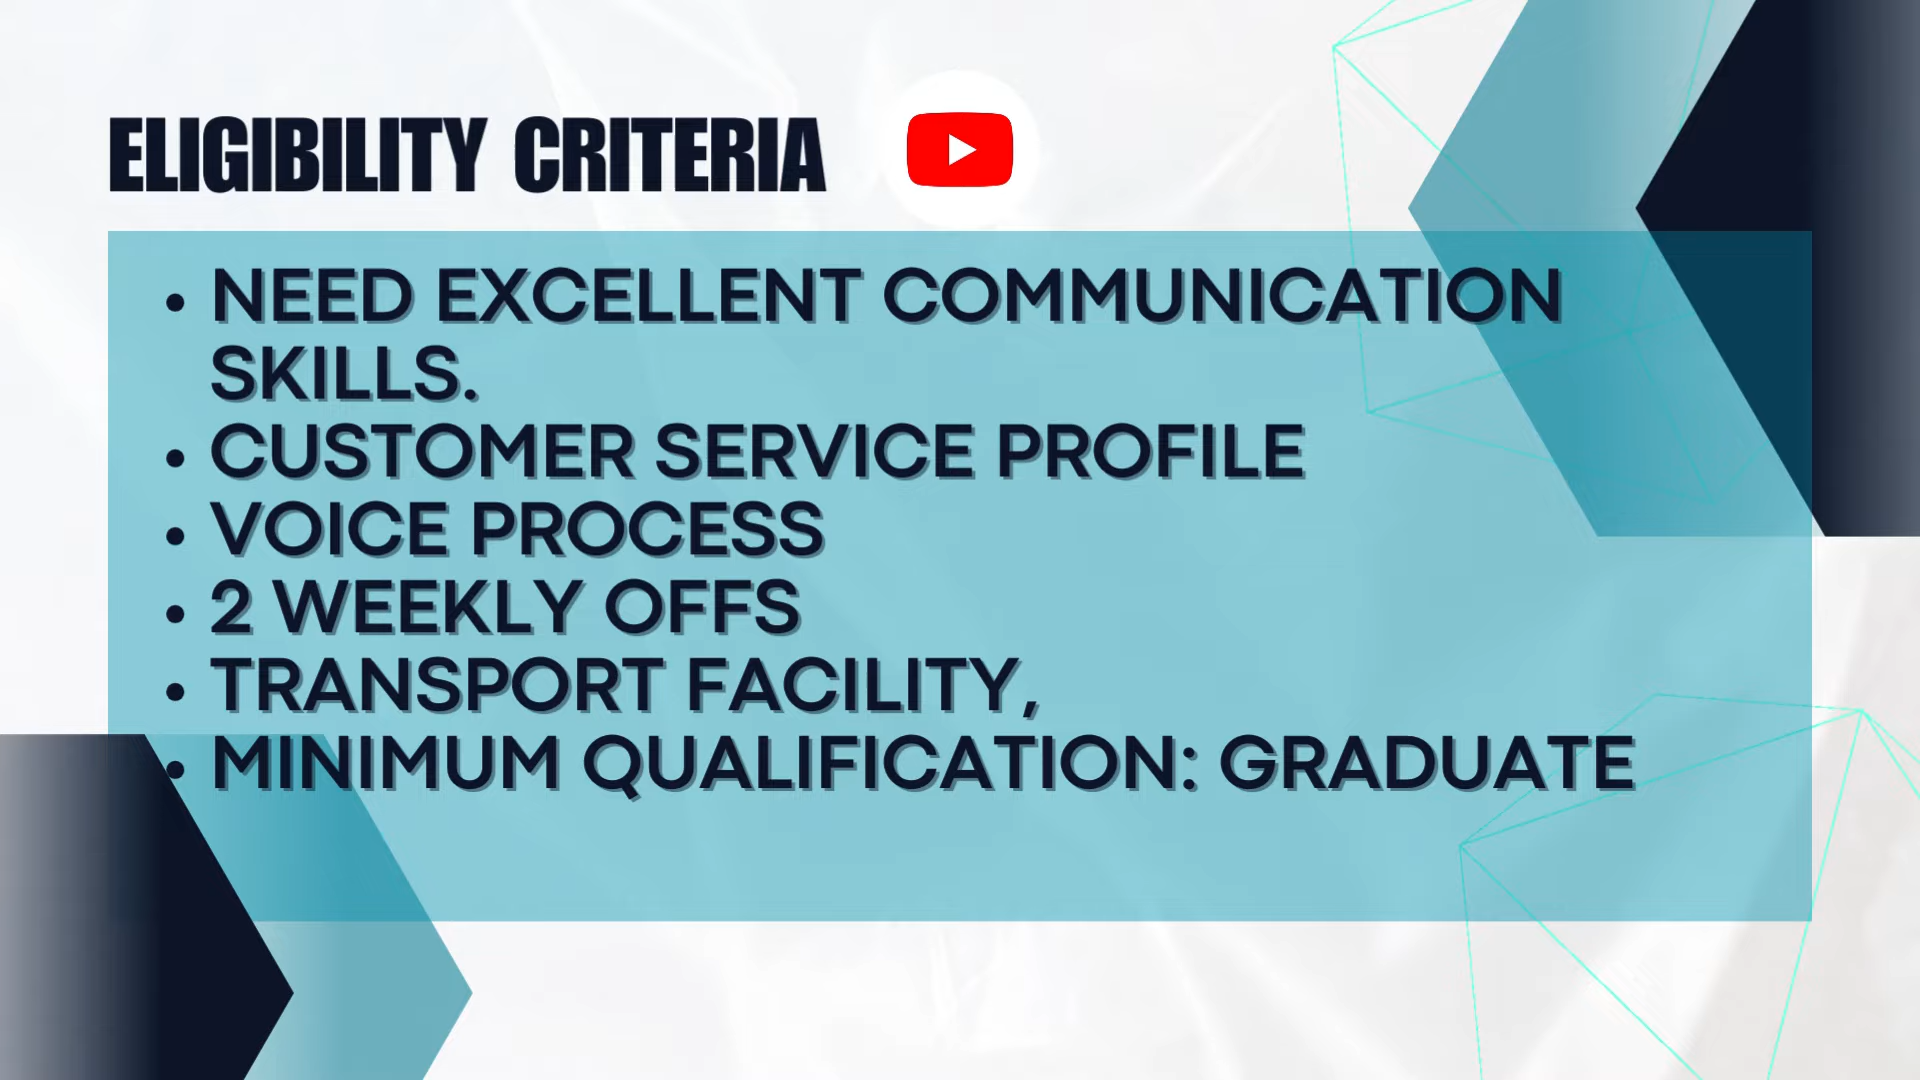 ELIGIBILITY CRITERIA
• NEED EXCELLENT COMMUNICATION
SKILLS.
• CUSTOMER SERVICE PROFILE
• VOICE PROCESS
• 2 WEEKLY OFFS
• TRANSPORT FACILITY,
• MINIMUM QUALIFICATION: GRADUATE